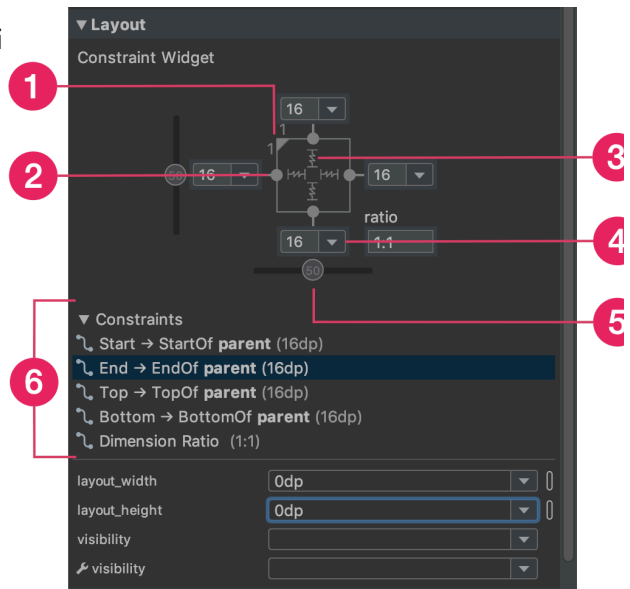 i
Layout
Constraint Widget
1
16
1
1
3
2
50
16
16
ratio
16
1:1
4
50
5
Constraints
Start → StartOf parent (16dp)
End → EndOf parent (16dp)
6
Top → TopOf parent (16dp)
Bottom → BottomOf parent (16dp)
Dimension Ratio (1:1)
layout_width 0dp
layout_height 0dp
visibility
visibility